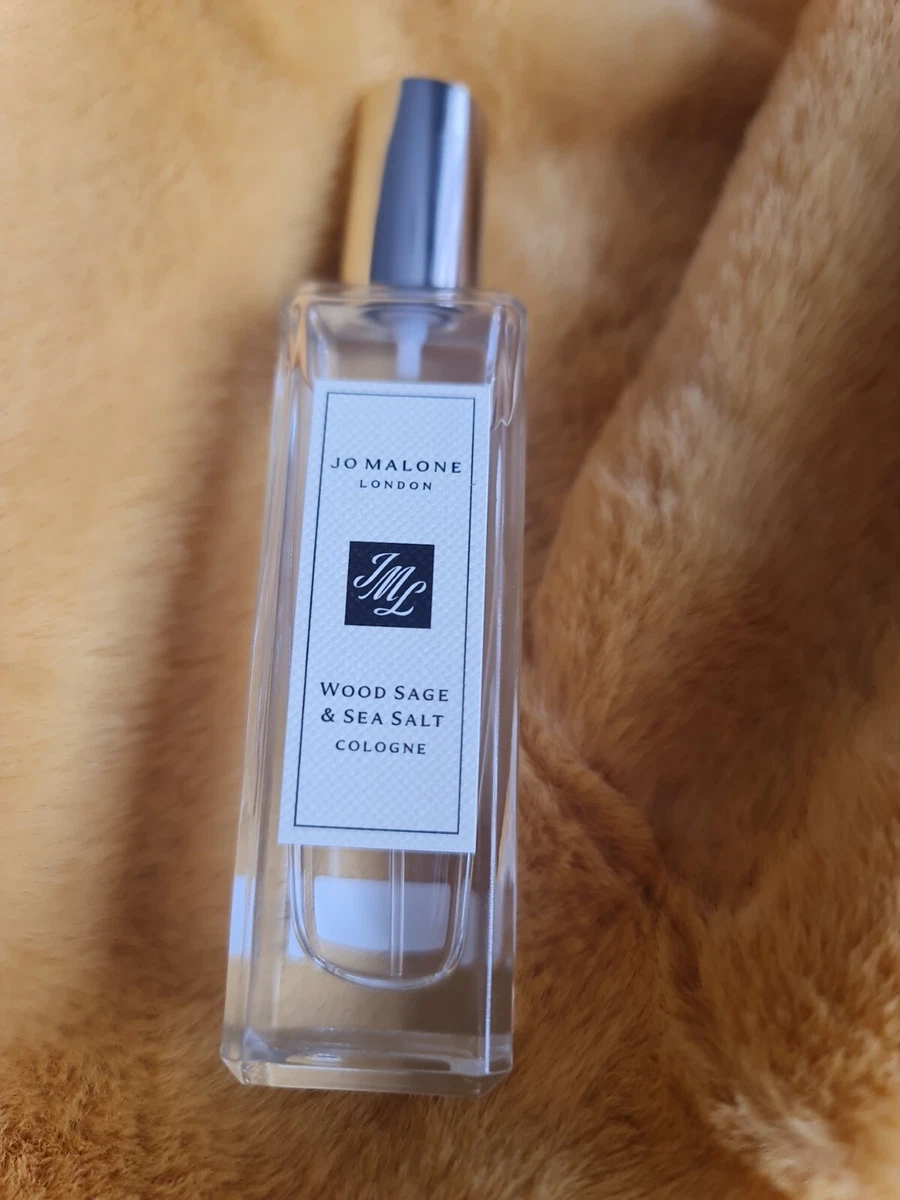 JO MALONE
LONDON
JML
WOOD SAGE
& SEA SALT
COLOGNE